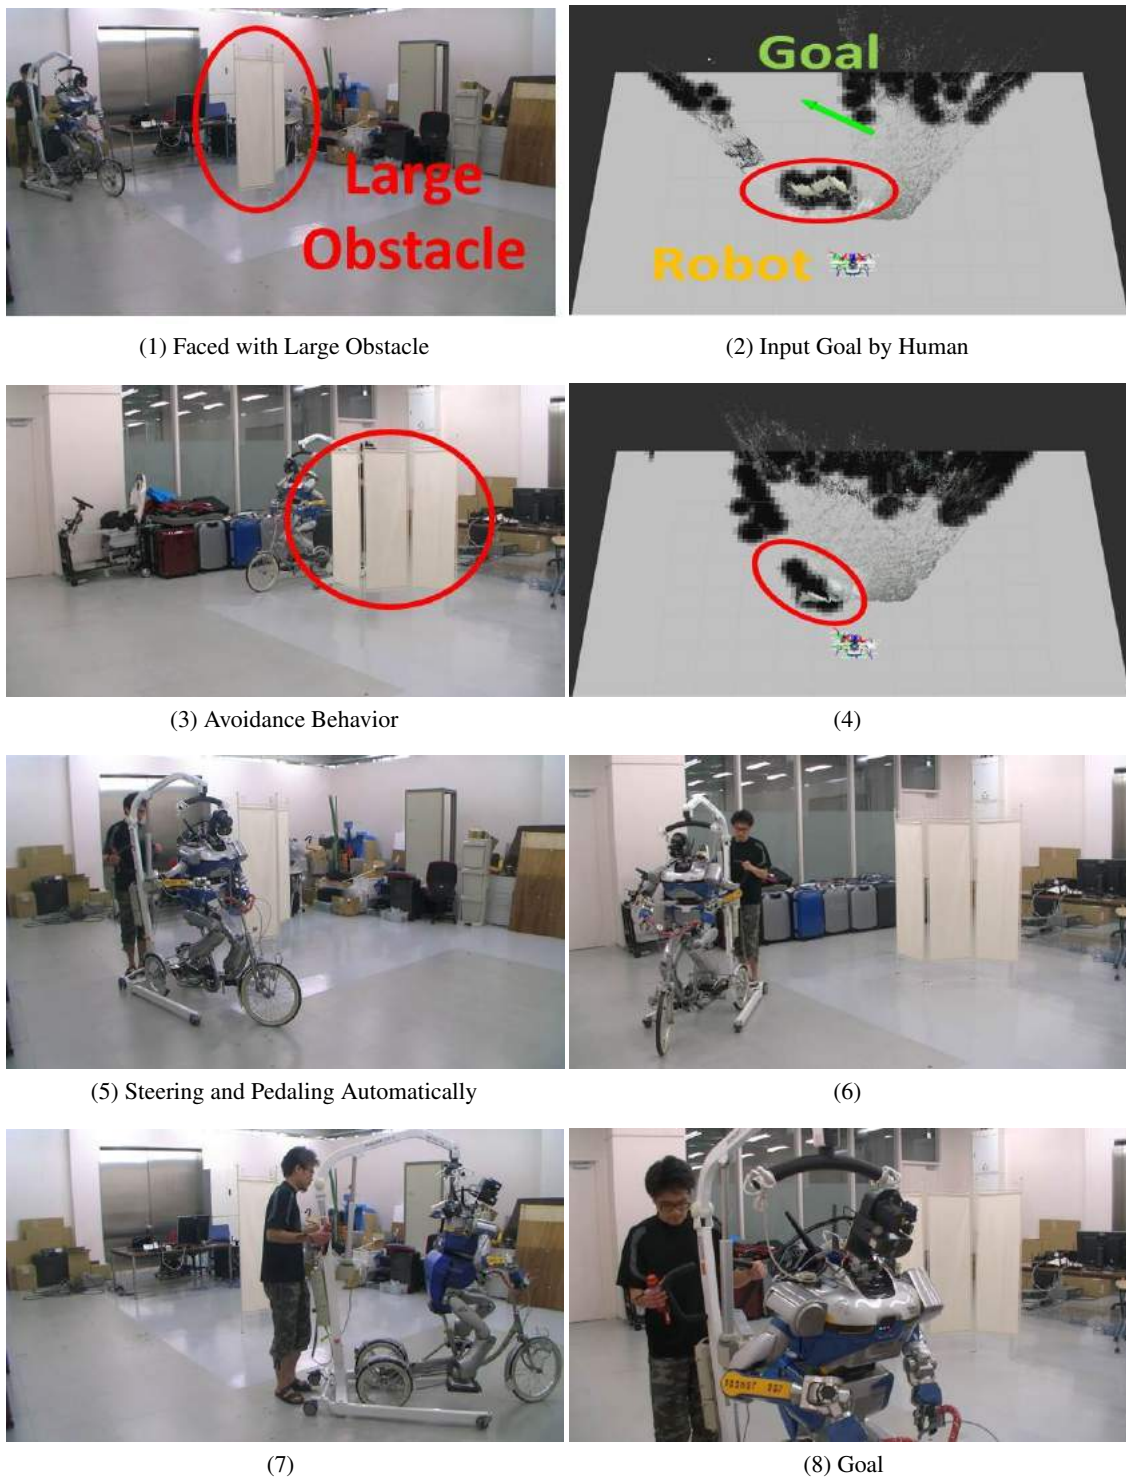 Large
Obstacle
Goal
Robot
(1) Faced with Large Obstacle
(2) Input Goal by Human
(3) Avoidance Behavior
(4)
(5) Steering and Pedaling Automatically
(6)
(7)
(8) Goal